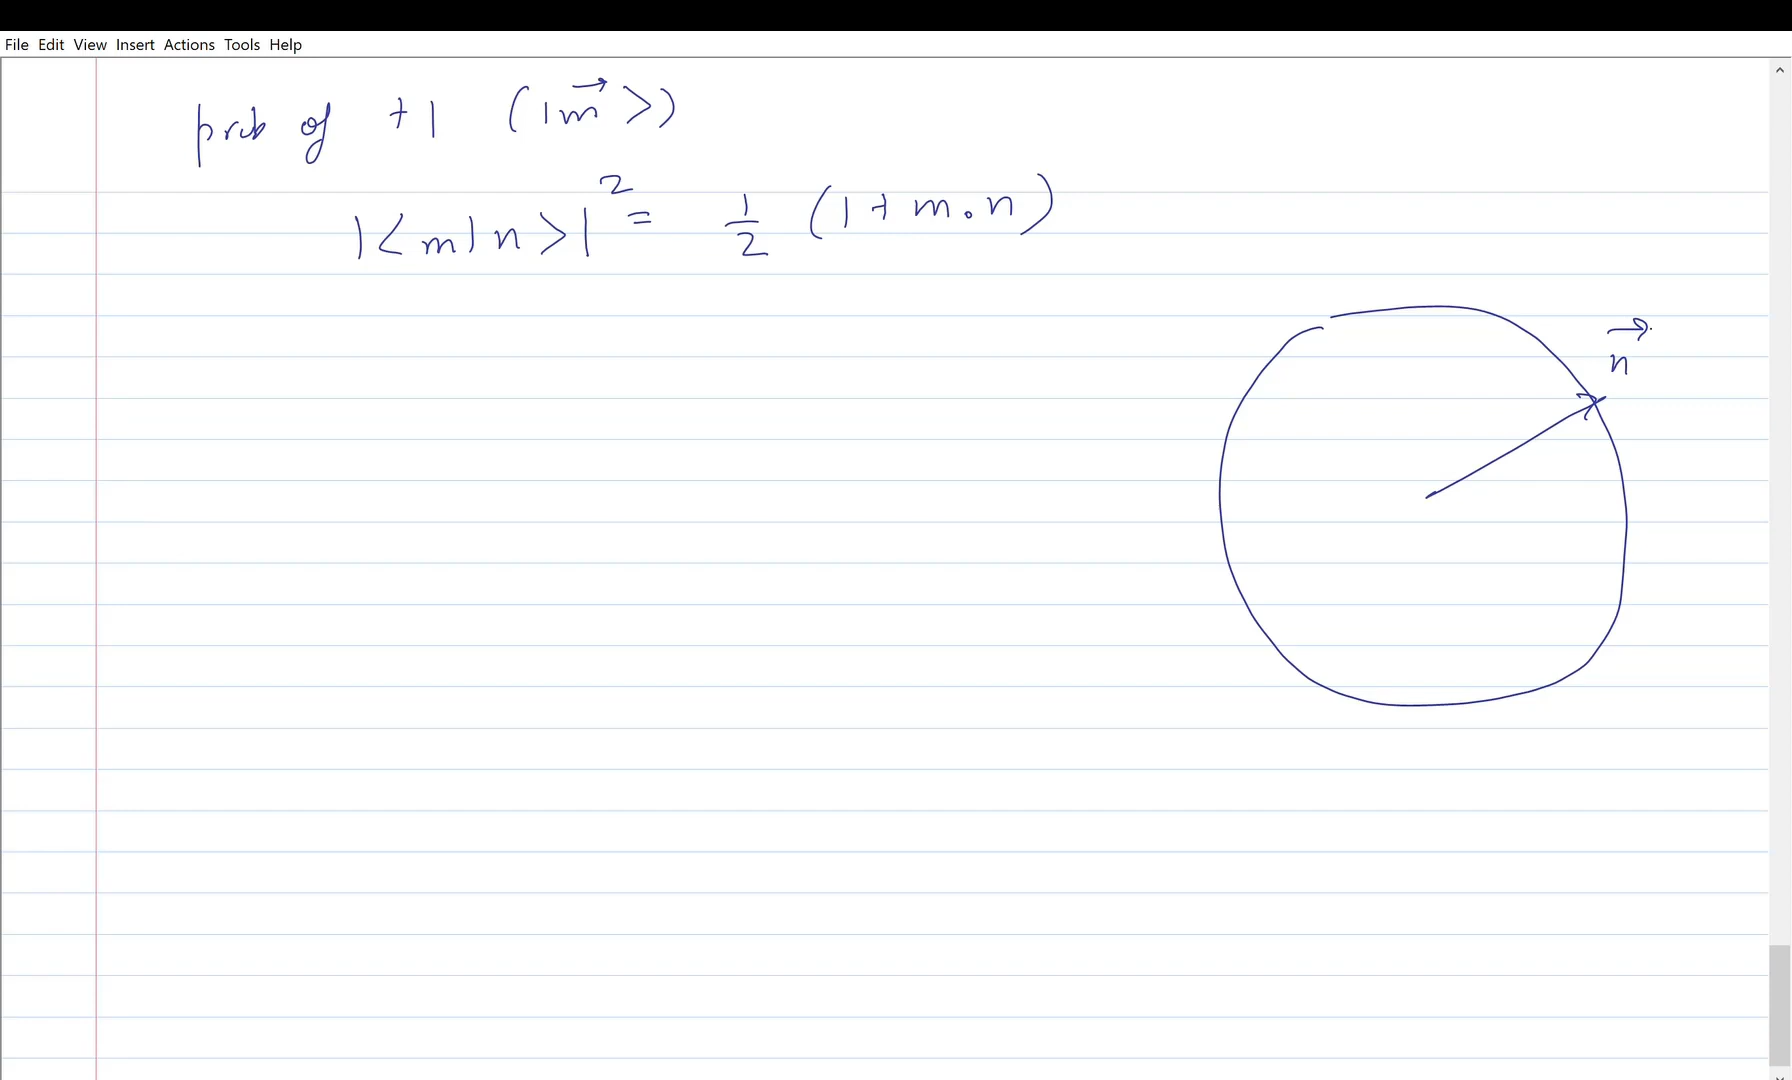 File Edit View Insert Actions Tools Help
prob of +1 (|m⃗>)
|<m|n>|² = 1/2 (1 + m.n)
n⃗